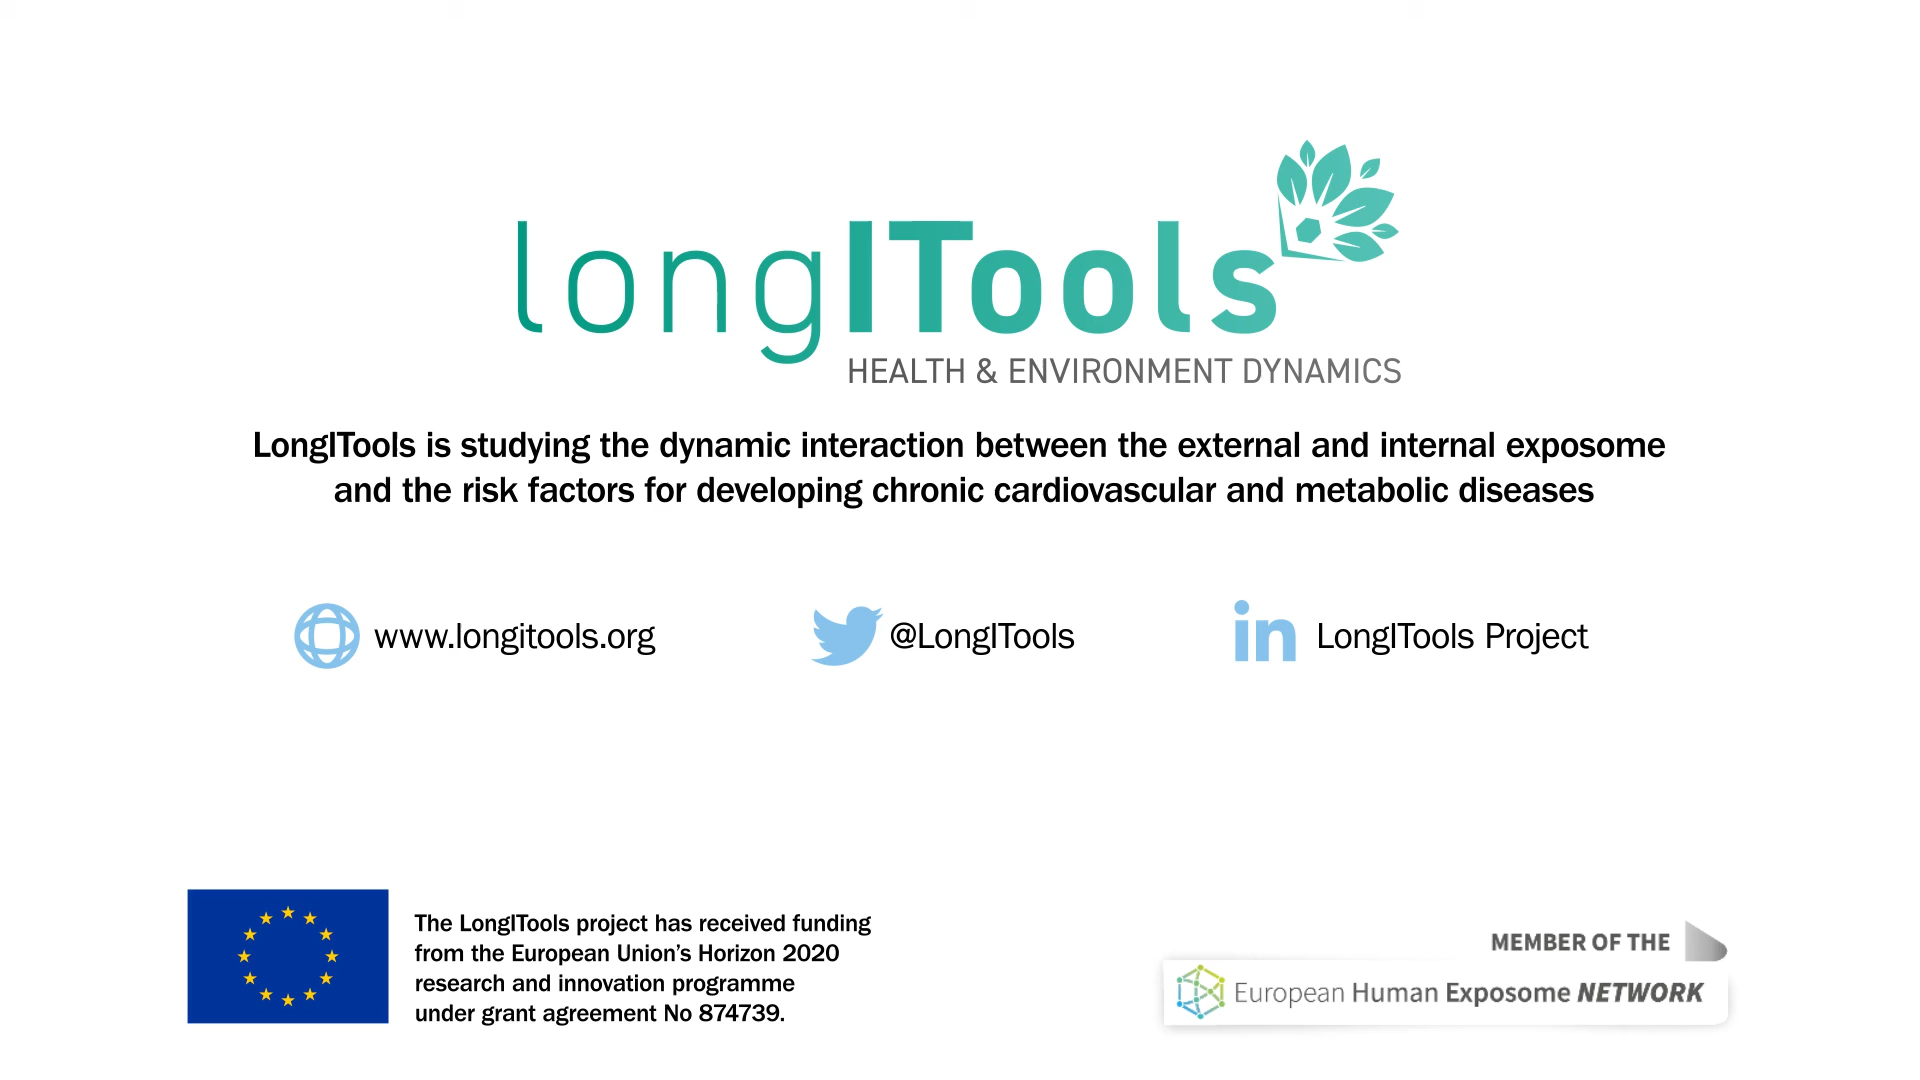 longITools
HEALTH & ENVIRONMENT DYNAMICS
LongITools is studying the dynamic interaction between the external and internal exposome
and the risk factors for developing chronic cardiovascular and metabolic diseases
www.longitools.org
@LongITools
in LongITools Project
The LongITools project has received funding
from the European Union’s Horizon 2020
research and innovation programme
under grant agreement No 874739.
MEMBER OF THE
European Human Exposome NETWORK